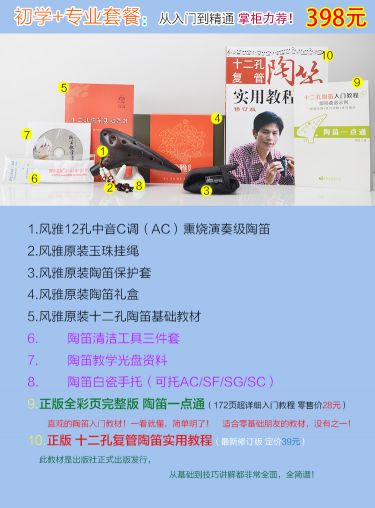 初学+专业套餐: 从入门到精通 掌柜力荐! 398元
10
十二孔
复管
陶笛
实用教程
修订版
5
9
十二孔陶笛入门教程
陶笛一点通
4
7
1
6
2
8
3
1.风雅12孔中音C调(AC)熏烧演奏级陶笛
2.风雅原装玉珠挂绳
3.风雅原装陶笛保护套
4.风雅原装陶笛礼盒
5.风雅原装十二孔陶笛基础教材
6. 陶笛清洁工具三件套
7. 陶笛教学光盘资料
8. 陶笛白瓷手托(可托AC/SF/SG/SC)
9.正版全彩页完整版 陶笛一点通(172页超详细入门教程 零售价28元)
直观的陶笛入门教材!一看就懂,简单明了! 适合零基础朋友的教材,没有之一!
10.正版 十二孔复管陶笛实用教程(最新修订版 定价39元)
此教材是出版社正式出版发行,
从基础到技巧讲解都非常全面,全简谱!